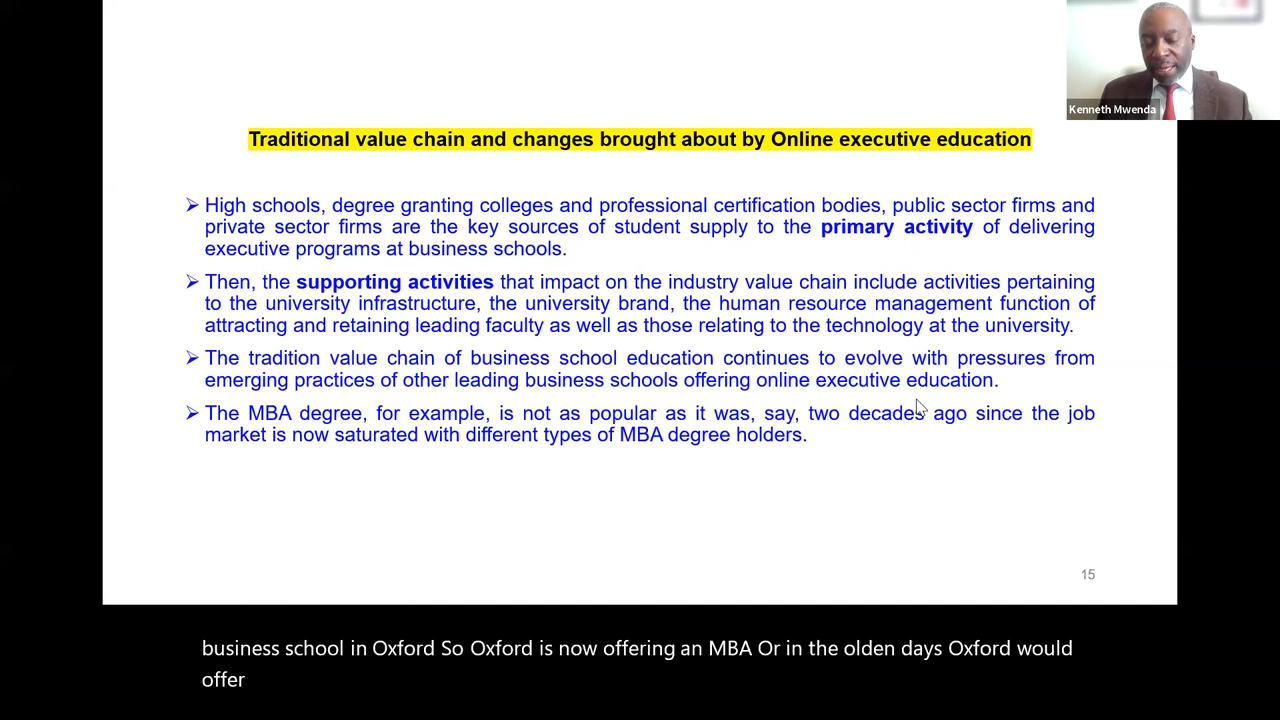 Kenneth Mwenda
Traditional value chain and changes brought about by Online executive education
➢ High schools, degree granting colleges and professional certification bodies, public sector firms and
private sector firms are the key sources of student supply to the primary activity of delivering
executive programs at business schools.
➢ Then, the supporting activities that impact on the industry value chain include activities pertaining
to the university infrastructure, the university brand, the human resource management function of
attracting and retaining leading faculty as well as those relating to the technology at the university.
➢ The tradition value chain of business school education continues to evolve with pressures from
emerging practices of other leading business schools offering online executive education.
➢ The MBA degree, for example, is not as popular as it was, say, two decades ago since the job
market is now saturated with different types of MBA degree holders.
15
business school in Oxford So Oxford is now offering an MBA Or in the olden days Oxford would
offer